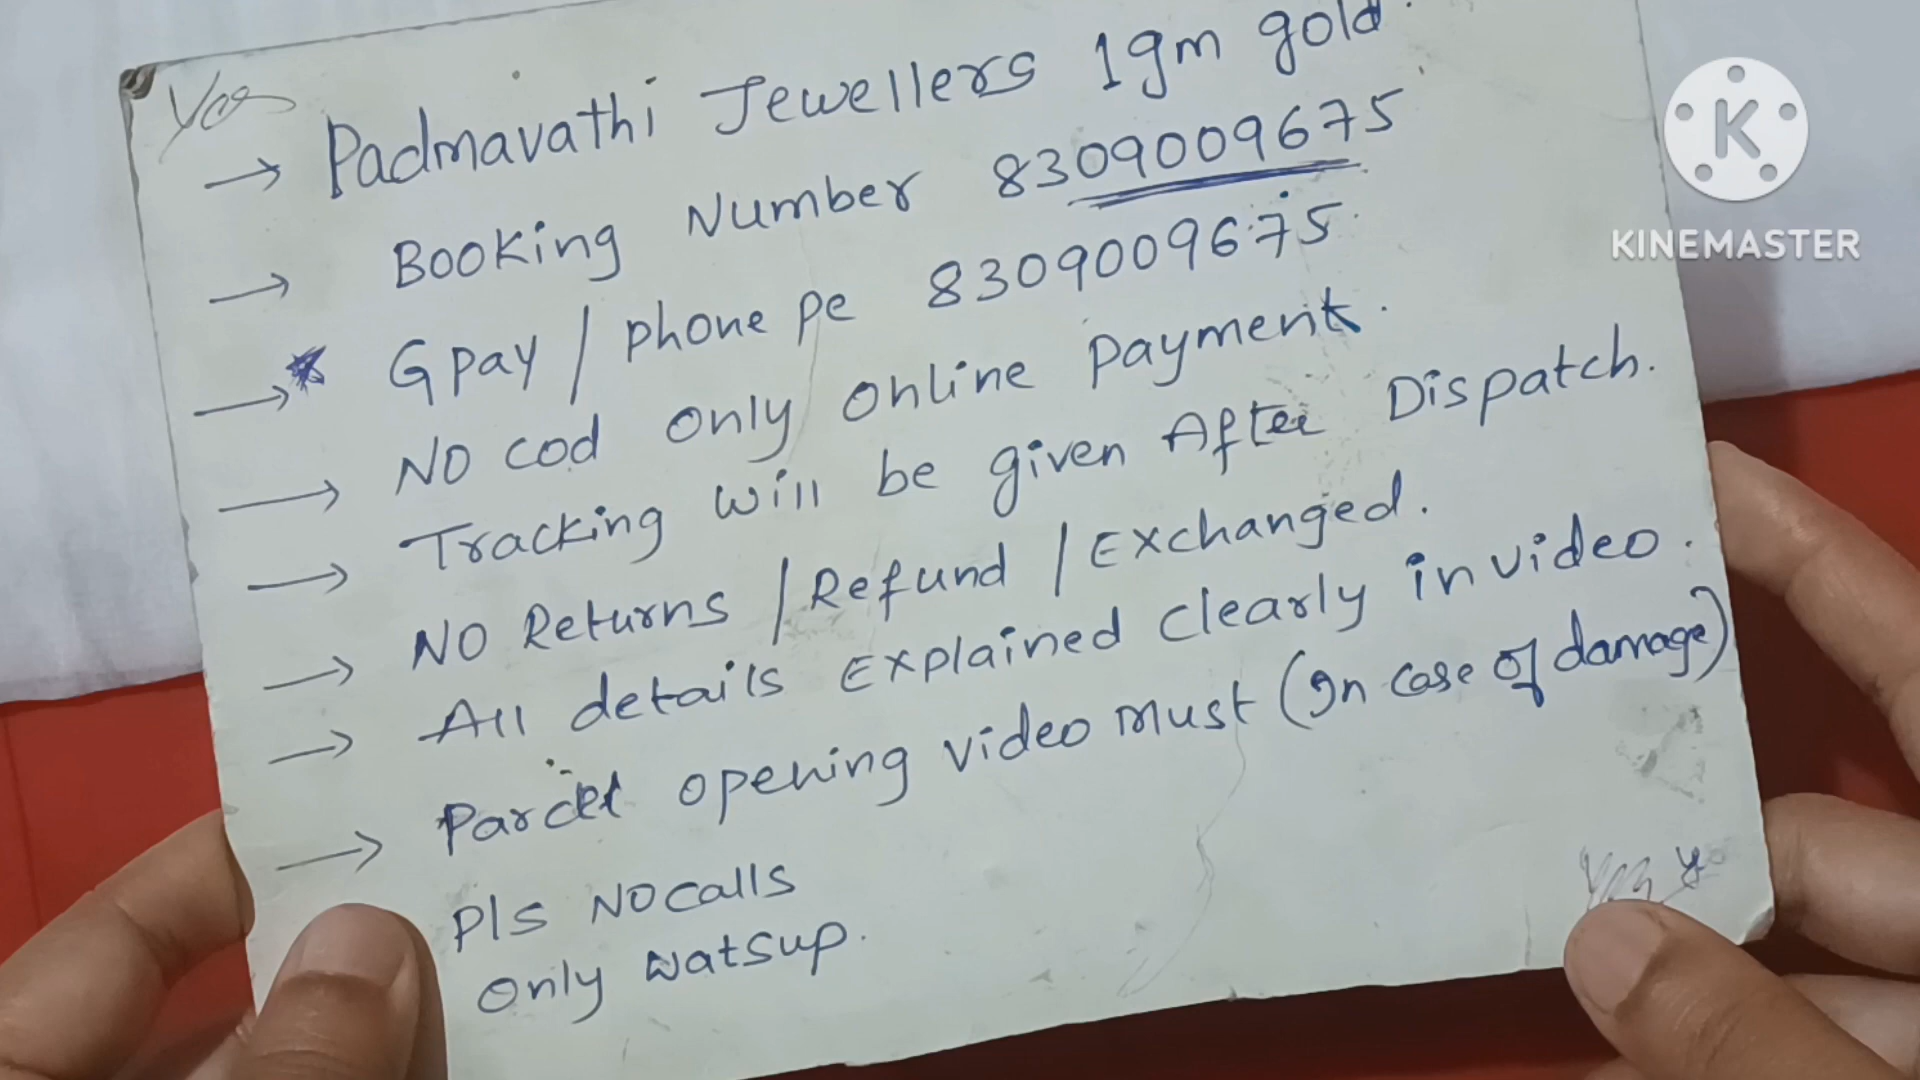 → Padmavathi Jewellers 1gm gold.
→ Booking Number 8309009675
→ * Gpay / phone pe 8309009675.
→ NO cod only online payment.
→ Tracking will be given After Dispatch.
→ NO Returns / Refund / Exchanged.
→ All details Explained clearly in video.
→ Parcel opening video must (In case of damage)
Pls NO calls
only watsup.
KINEMASTER